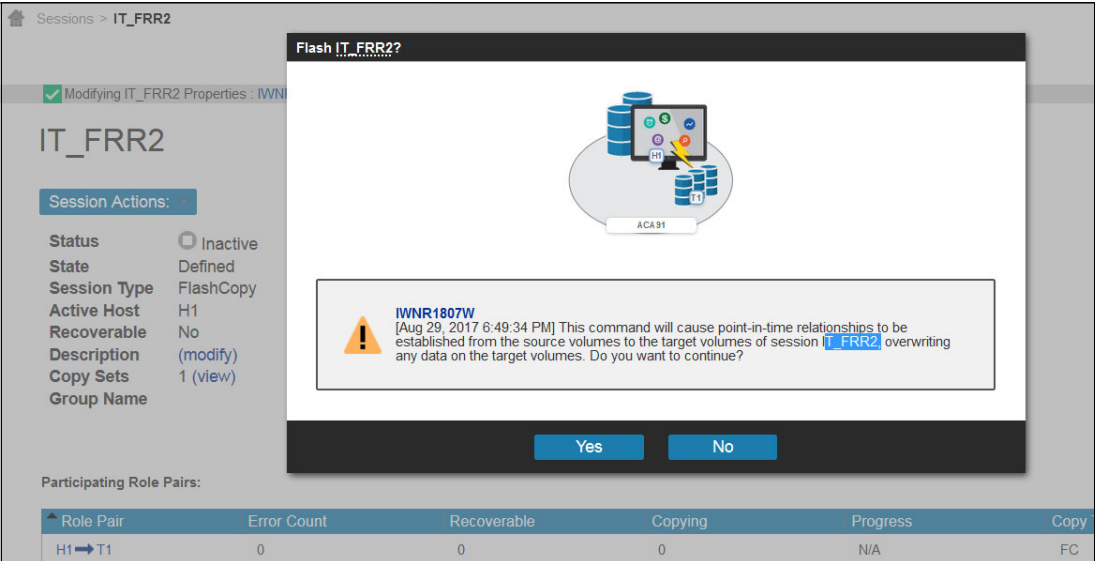 Sessions > IT_FRR2
Flash IT_FRR2?
Modifying IT_FRR2 Properties :
IT_FRR2
H1
T1
ACA91
Session Actions:
Status Inactive
State Defined
Session Type FlashCopy
Active Host H1
Recoverable No
Description (modify)
Copy Sets 1 (view)
Group Name
IWNR1807W
[Aug 29, 2017 6:49:34 PM] This command will cause point-in-time relationships to be
established from the source volumes to the target volumes of session IT_FRR2, overwriting
any data on the target volumes. Do you want to continue?
Yes No
Participating Role Pairs:
Role Pair Error Count Recoverable Copying Progress Copy
H1 T1 0 0 0 N/A FC